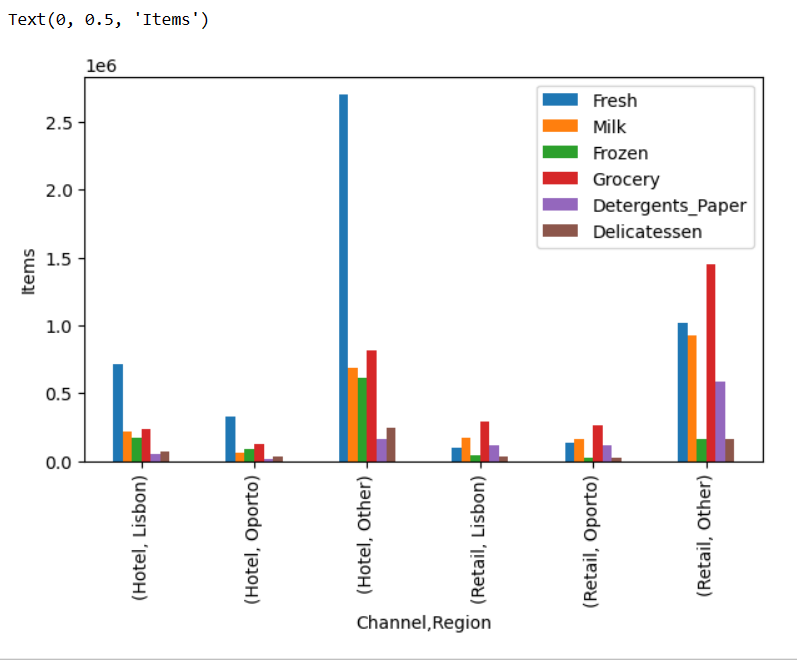 Text(0, 0.5, 'Items')
1e6
2.5
2.0
1.5
1.0
0.5
0.0
Items
Fresh
Milk
Frozen
Grocery
Detergents_Paper
Delicatessen
(Hotel, Lisbon)
(Hotel, Oporto)
(Hotel, Other)
(Retail, Lisbon)
(Retail, Oporto)
(Retail, Other)
Channel,Region